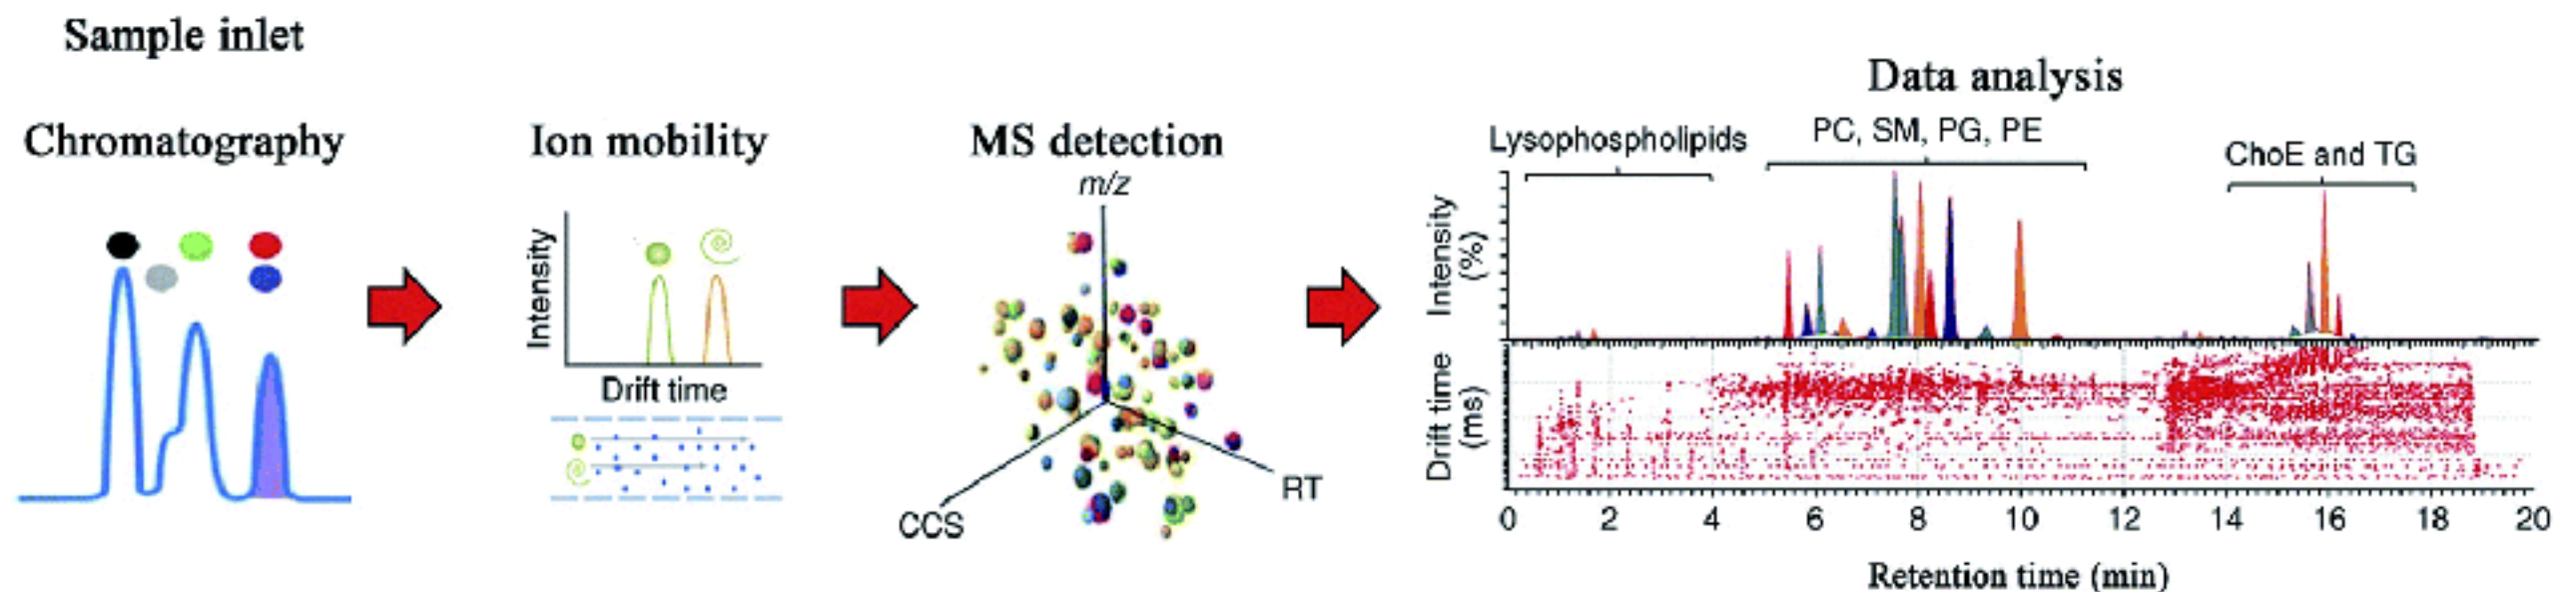 Sample inlet
Chromatography
Ion mobility
Intensity
Drift time
MS detection
m/z
CCS
RT
Data analysis
Lysophospholipids
PC, SM, PG, PE
ChoE and TG
Intensity
(%)
Drift time
(ms)
0 2 4 6 8 10 12 14 16 18 20
Retention time (min)